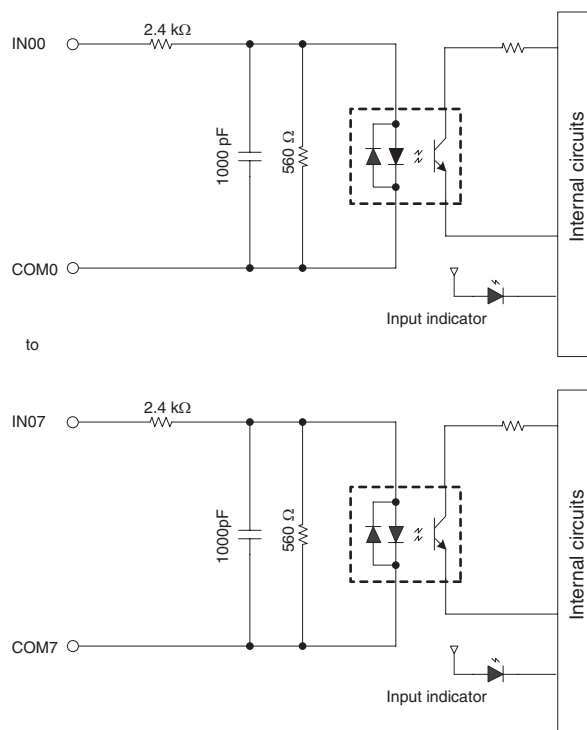 IN00
2.4 kΩ
1000 pF
560 Ω
COM0
Input indicator
Internal circuits
to
IN07
2.4 kΩ
1000pF
560 Ω
COM7
Input indicator
Internal circuits